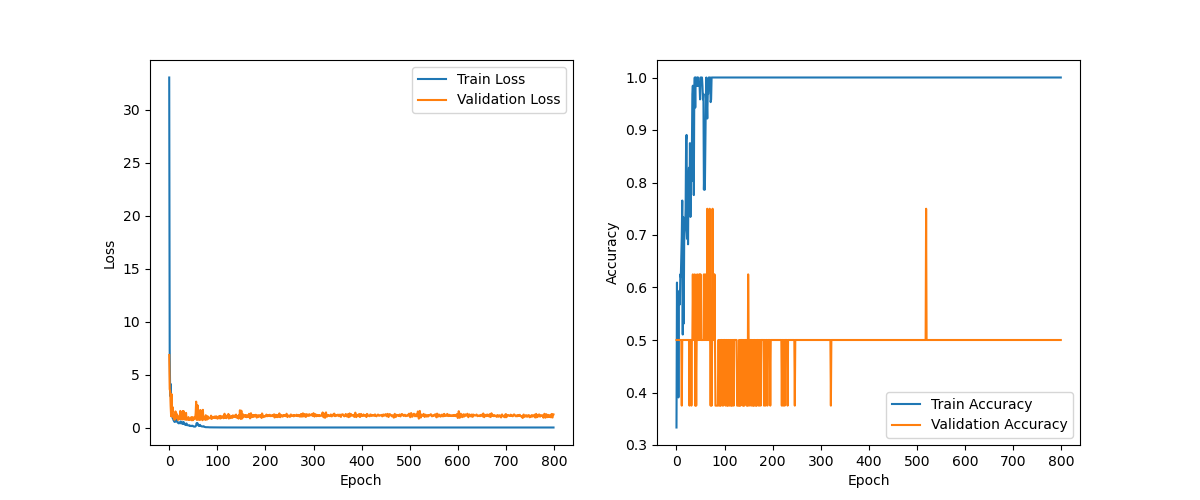 Train Loss
Validation Loss
30
25
20
15
10
5
0
Loss
0 100 200 300 400 500 600 700 800
Epoch
1.0
0.9
0.8
0.7
0.6
0.5
0.4
0.3
Accuracy
Train Accuracy
Validation Accuracy
0 100 200 300 400 500 600 700 800
Epoch